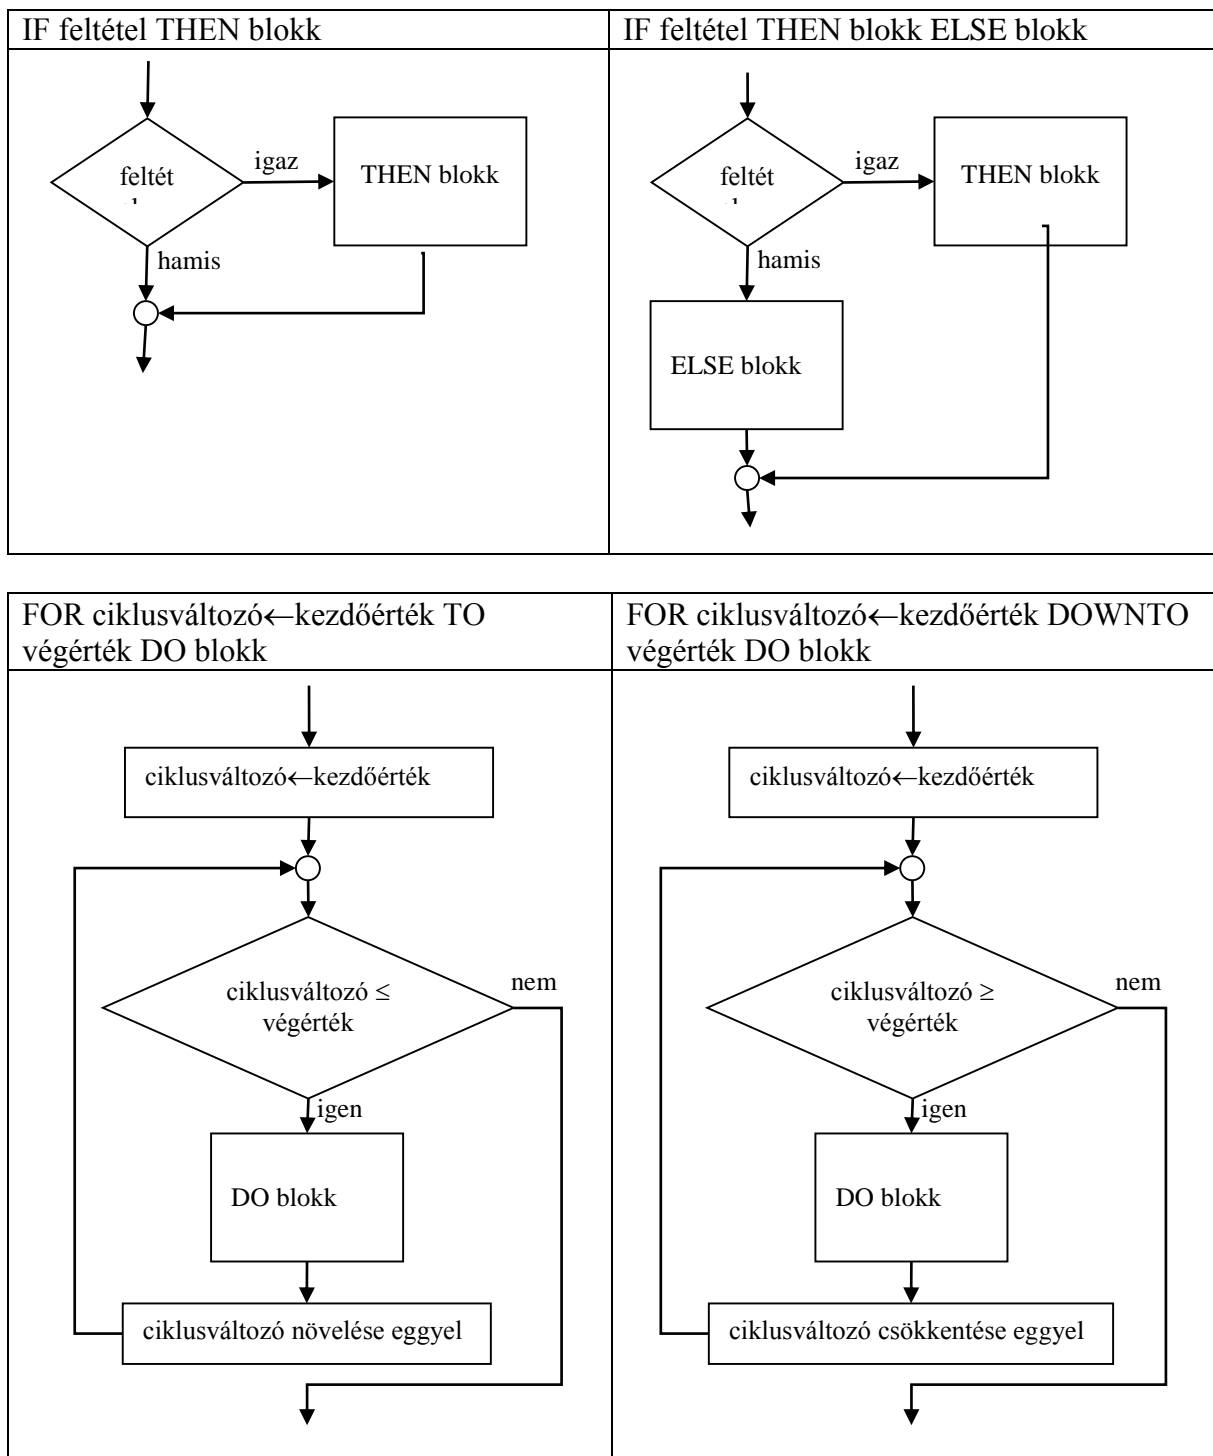 IF feltétel THEN blokk
IF feltétel THEN blokk ELSE blokk
feltét
igaz
THEN blokk
hamis
feltét
igaz
THEN blokk
hamis
ELSE blokk
FOR ciklusváltozó←kezdőérték TO
végérték DO blokk
FOR ciklusváltozó←kezdőérték DOWNTO
végérték DO blokk
ciklusváltozó←kezdőérték
ciklusváltozó ≤
végérték
nem
igen
DO blokk
ciklusváltozó növelése eggyel
ciklusváltozó←kezdőérték
ciklusváltozó ≥
végérték
nem
igen
DO blokk
ciklusváltozó csökkentése eggyel